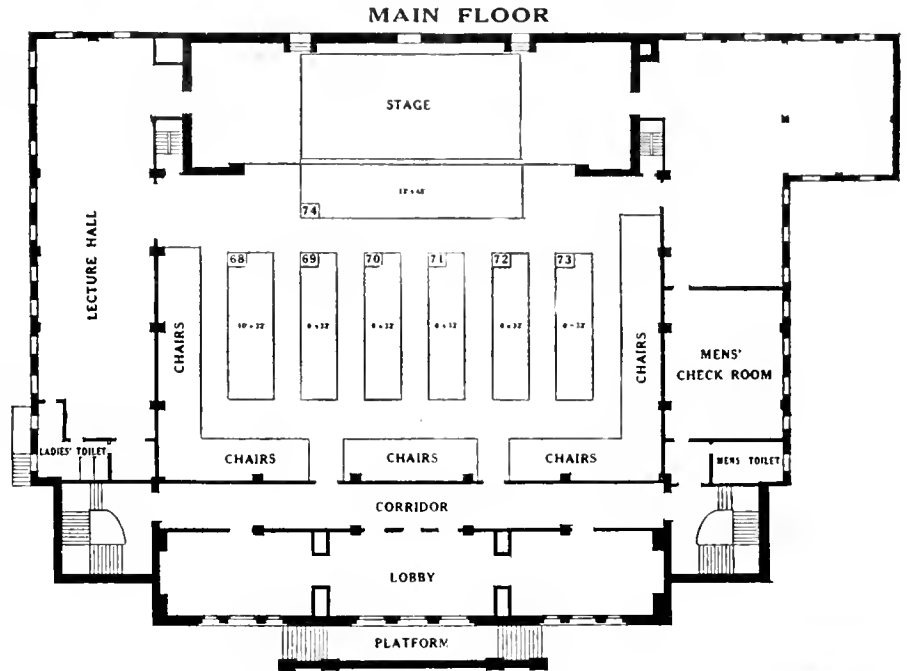 MAIN FLOOR
STAGE
74
68
69
70
71
72
73
LECTURE HALL
CHAIRS
CHAIRS
MENS'
CHECK ROOM
LADIES' TOILET
CHAIRS
CHAIRS
CHAIRS
MENS TOILET
CORRIDOR
LOBBY
PLATFORM